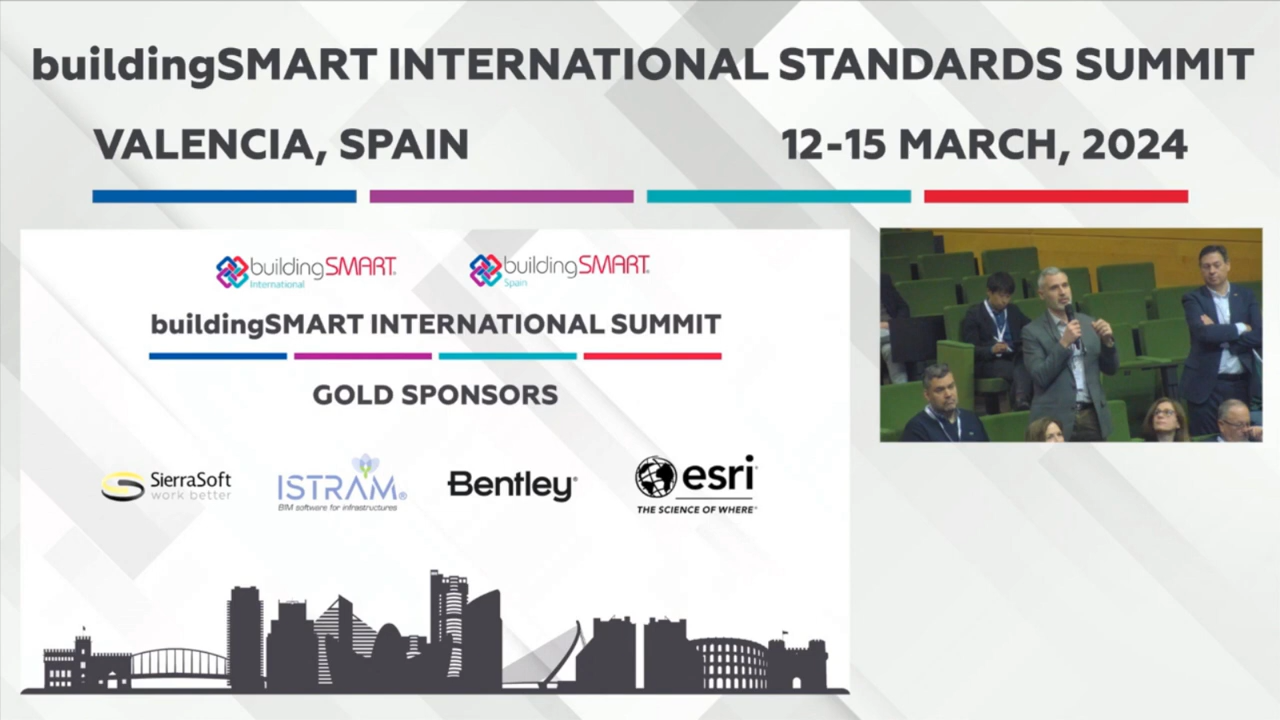 buildingSMART INTERNATIONAL STANDARDS SUMMIT
VALENCIA, SPAIN
12-15 MARCH, 2024
buildingSMART®
International
buildingSMART®
Spain
buildingSMART INTERNATIONAL SUMMIT
GOLD SPONSORS
SierraSoft
work better
ISTRAM®
BIM software for infrastructures
Bentley®
esri®
THE SCIENCE OF WHERE™